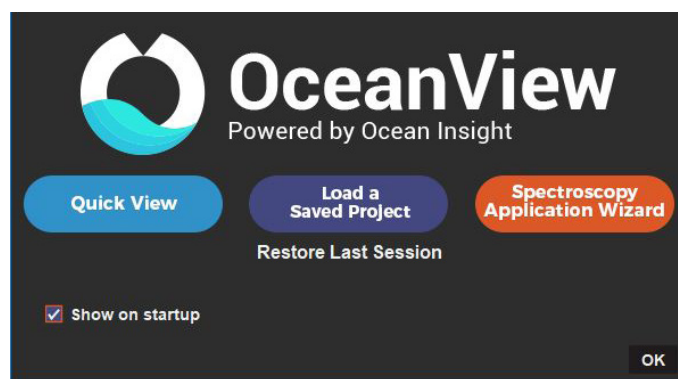 OceanView
Powered by Ocean Insight
Quick View
Load a
Saved Project
Spectroscopy
Application Wizard
Restore Last Session
Show on startup
OK